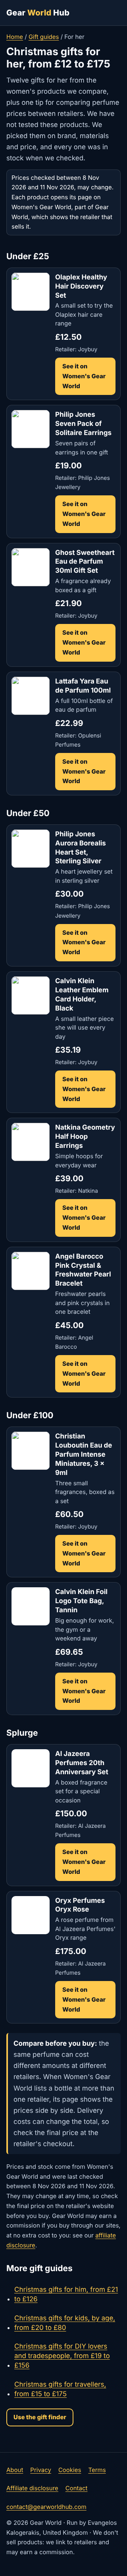 Gear World Hub
Home / Gift guides / For her
Christmas gifts for
her, from £12 to £175
Twelve gifts for her from the
women's products we compare,
plus one tip that saves real money
on perfume and beauty sets. We have
not tested these products. We
picked them on brand, materials
and price, and every one was in
stock when we checked.
Prices checked between 8 Nov
2026 and 11 Nov 2026, may change.
Each product opens its page on
Women's Gear World, part of Gear
World, which shows the retailer that
sells it.
Under £25
Olaplex Healthy
Hair Discovery
Set
A small set to try the
Olaplex hair care
range
£12.50
Retailer: Joybuy
See it on
Women's Gear
World
Philip Jones
Seven Pack of
Solitaire Earrings
Seven pairs of
earrings in one gift
£19.00
Retailer: Philip Jones
Jewellery
See it on
Women's Gear
World
Ghost Sweetheart
Eau de Parfum
30ml Gift Set
A fragrance already
boxed as a gift
£21.90
Retailer: Joybuy
See it on
Women's Gear
World
Lattafa Yara Eau
de Parfum 100ml
A full 100ml bottle of
eau de parfum
£22.99
Retailer: Opulensi
Perfumes
See it on
Women's Gear
World
Under £50
Philip Jones
Aurora Borealis
Heart Set,
Sterling Silver
A heart jewellery set
in sterling silver
£30.00
Retailer: Philip Jones
Jewellery
See it on
Women's Gear
World
Calvin Klein
Leather Emblem
Card Holder,
Black
A small leather piece
she will use every
day
£35.19
Retailer: Joybuy
See it on
Women's Gear
World
Natkina Geometry
Half Hoop
Earrings
Simple hoops for
everyday wear
£39.00
Retailer: Natkina
See it on
Women's Gear
World
Angel Barocco
Pink Crystal &
Freshwater Pearl
Bracelet
Freshwater pearls
and pink crystals in
one bracelet
£45.00
Retailer: Angel
Barocco
See it on
Women's Gear
World
Under £100
Christian
Louboutin Eau de
Parfum Intense
Miniatures, 3 ×
9ml
Three small
fragrances, boxed as
a set
£60.50
Retailer: Joybuy
See it on
Women's Gear
World
Calvin Klein Foil
Logo Tote Bag,
Tannin
Big enough for work,
the gym or a
weekend away
£69.65
Retailer: Joybuy
See it on
Women's Gear
World
Splurge
Al Jazeera
Perfumes 20th
Anniversary Set
A boxed fragrance
set for a special
occasion
£150.00
Retailer: Al Jazeera
Perfumes
See it on
Women's Gear
World
Oryx Perfumes
Oryx Rose
A rose perfume from
Al Jazeera Perfumes'
Oryx range
£175.00
Retailer: Al Jazeera
Perfumes
See it on
Women's Gear
World
Compare before you buy: the
same perfume can cost
different amounts at different
retailers. When Women's Gear
World lists a bottle at more than
one retailer, its page shows the
prices side by side. Delivery
costs can change the total, so
check the final price at the
retailer's checkout.
Prices and stock come from Women's
Gear World and were last checked
between 8 Nov 2026 and 11 Nov 2026.
They may change at any time, so check
the final price on the retailer's website
before you buy. Gear World may earn a
commission if you buy through our sites,
at no extra cost to you: see our affiliate
disclosure.
More gift guides
Christmas gifts for him, from £21
to £126
Christmas gifts for kids, by age,
from £20 to £80
Christmas gifts for DIY lovers
and tradespeople, from £19 to
£156
Christmas gifts for travellers,
from £15 to £175
Use the gift finder
About Privacy Cookies Terms
Affiliate disclosure Contact
contact@gearworldhub.com
© 2026 Gear World · Run by Evangelos
Kalogerakis, United Kingdom · We don't
sell products: we link to retailers and
may earn a commission.